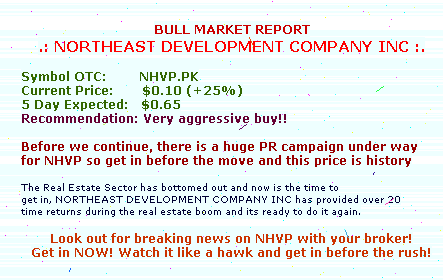 BULL MARKET REPORT
.: NORTHEAST DEVELOPMENT COMPANY INC :.
Symbol OTC: NHVP.PK
Current Price: $0.10 (+25%)
5 Day Expected: $0.65
Recommendation: Very aggressive buy!!
Before we continue, there is a huge PR campaign under way
for NHVP so get in before the move and this price is history
The Real Estate Sector has bottomed out and now is the time to
get in, NORTHEAST DEVELOPMENT COMPANY INC has provided over 20
time returns during the real estate boom and its ready to do it again.
Look out for breaking news on NHVP with your broker!
Get in NOW! Watch it like a hawk and get in before the rush!